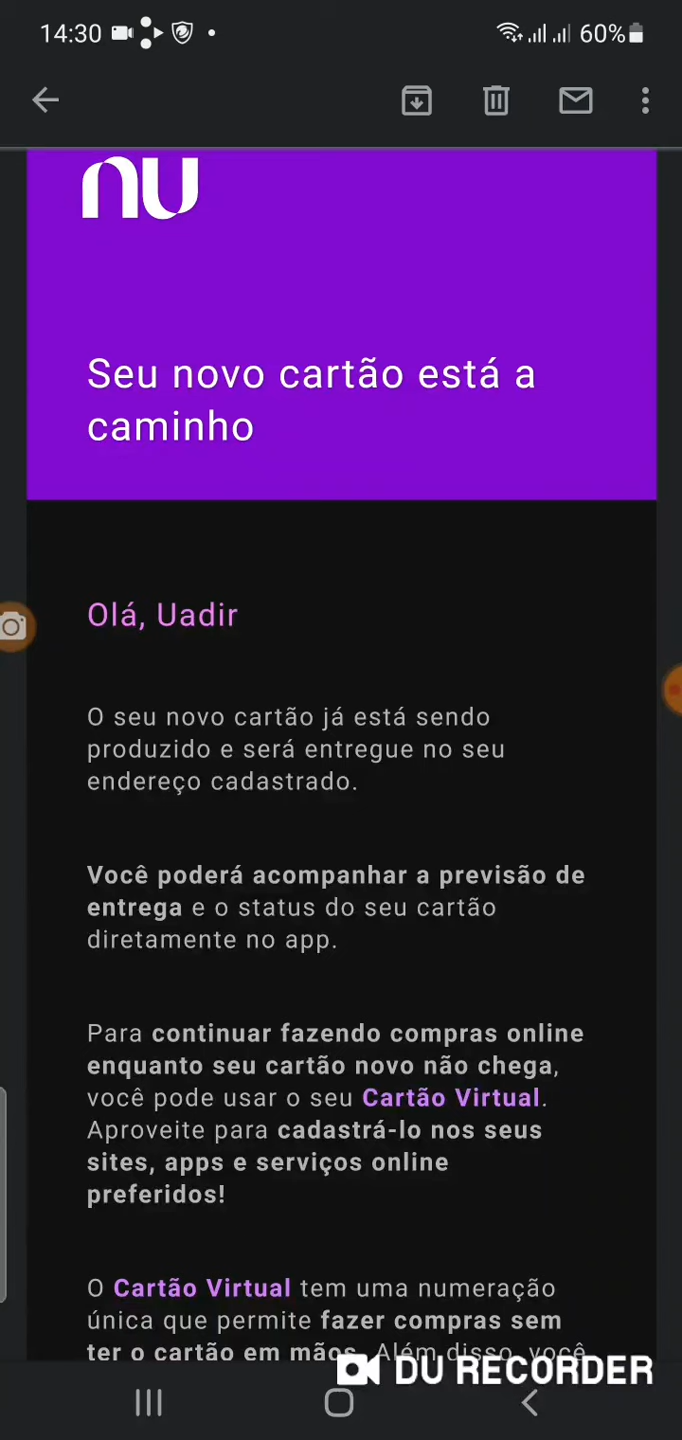 14:30
60%
nu
Seu novo cartão está a
caminho
Olá, Uadir
O seu novo cartão já está sendo
produzido e será entregue no seu
endereço cadastrado.
Você poderá acompanhar a previsão de
entrega e o status do seu cartão
diretamente no app.
Para continuar fazendo compras online
enquanto seu cartão novo não chega,
você pode usar o seu Cartão Virtual.
Aproveite para cadastrá-lo nos seus
sites, apps e serviços online
preferidos!
O Cartão Virtual tem uma numeração
única que permite fazer compras sem
ter o cartão em mãos. Além disso, você
DU RECORDER